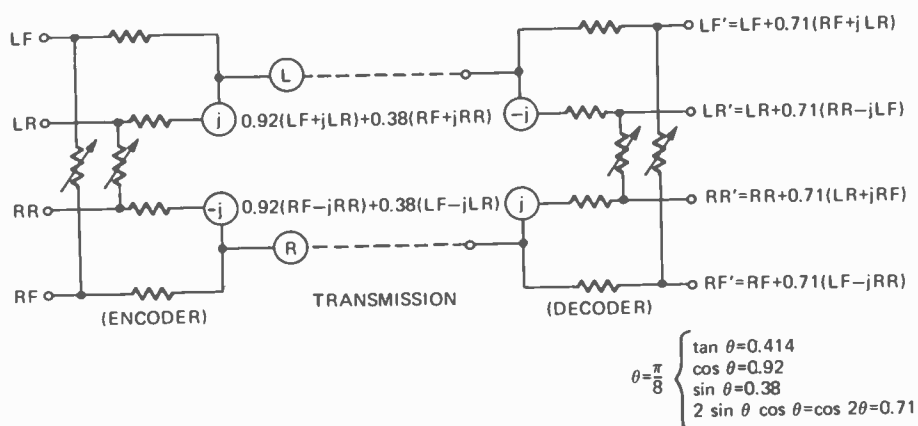 LF
LF'=LF+0.71(RF+jLR)
L
LR
j
0.92(LF+jLR)+0.38(RF+jRR)
-j
LR'=LR+0.71(RR-jLF)
RR
-j
0.92(RF-jRR)+0.38(LF-jLR)
j
RR'=RR+0.71(LR+jRF)
R
RF
RF'=RF+0.71(LF-jRR)
(ENCODER)
TRANSMISSION
(DECODER)
θ=π/8
tan θ=0.414
cos θ=0.92
sin θ=0.38
2 sin θ cos θ=cos 2θ=0.71